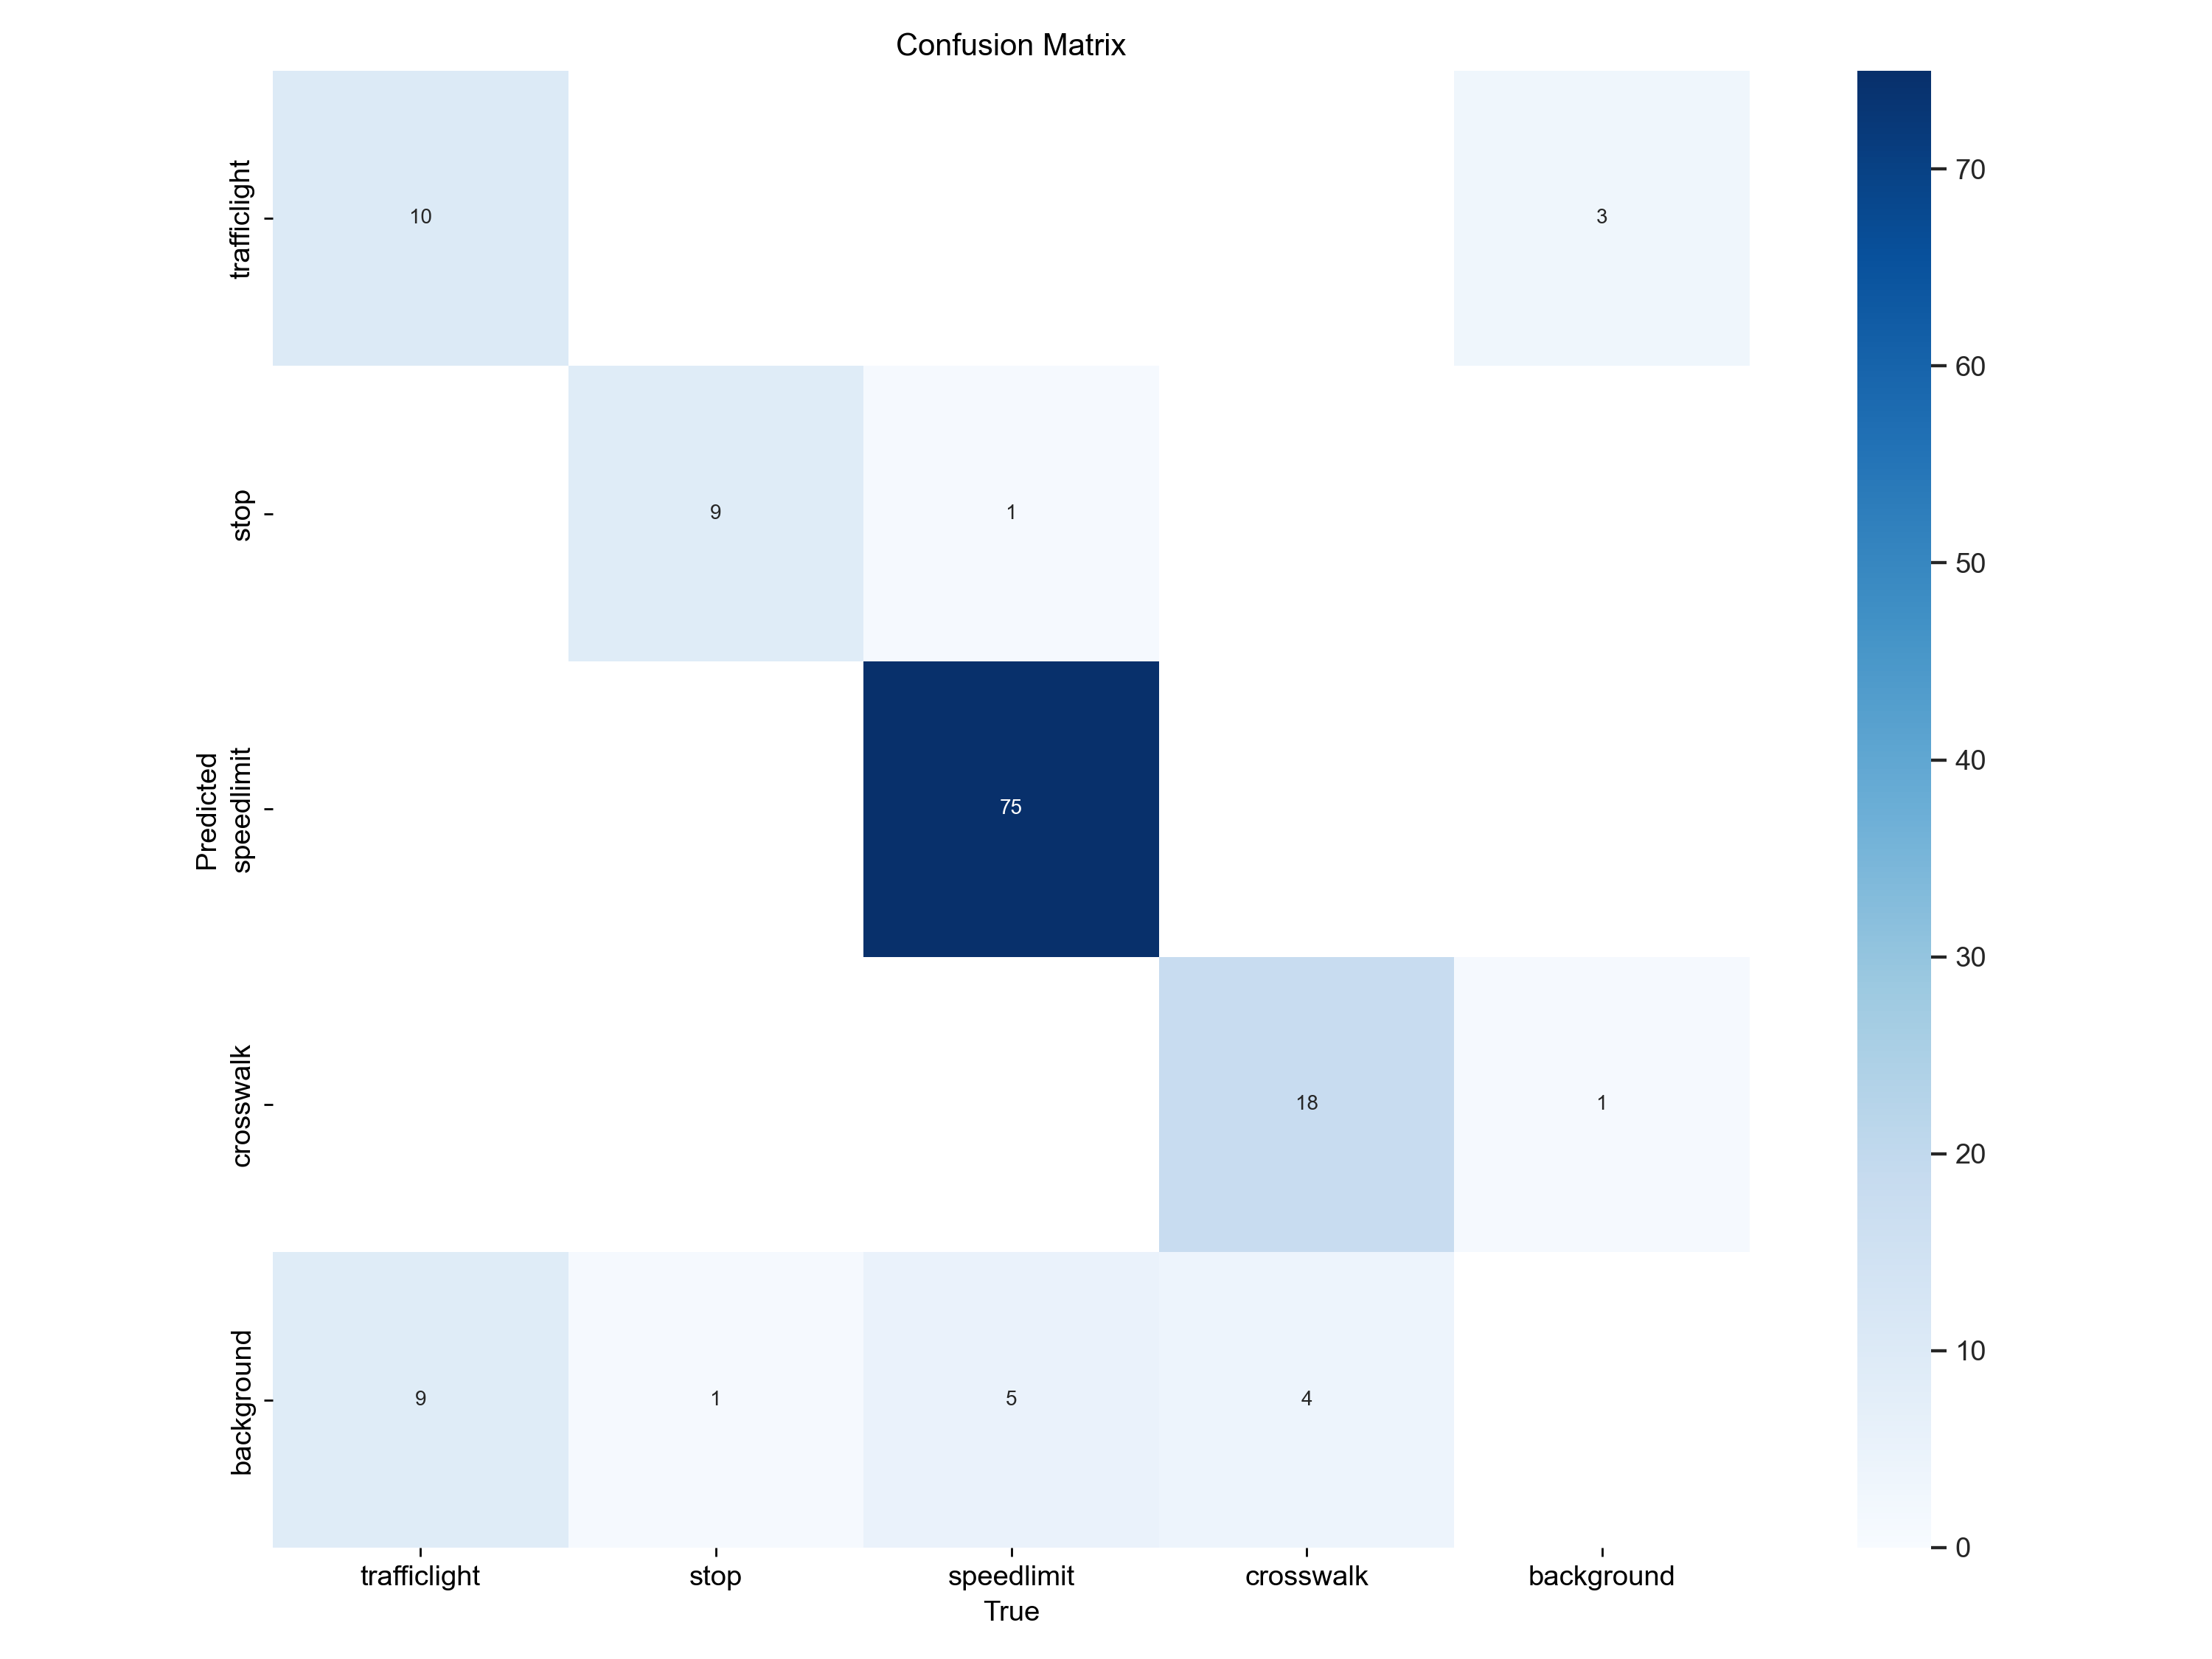 Confusion Matrix
trafficlight
10
3
stop
9
1
Predicted
speedlimit
75
crosswalk
18
1
background
9
1
5
4
trafficlight
stop
speedlimit
crosswalk
background
True
70
60
50
40
30
20
10
0